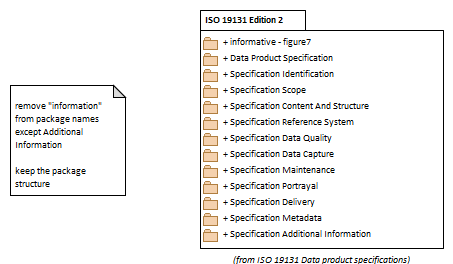 ISO 19131 Edition 2
+ informative - figure7
+ Data Product Specification
+ Specification Identification
+ Specification Scope
+ Specification Content And Structure
+ Specification Reference System
+ Specification Data Quality
+ Specification Data Capture
+ Specification Maintenance
+ Specification Portrayal
+ Specification Delivery
+ Specification Metadata
+ Specification Additional Information
(from ISO 19131 Data product specifications)
remove "information"
from package names
except Additional
Information
keep the package
structure